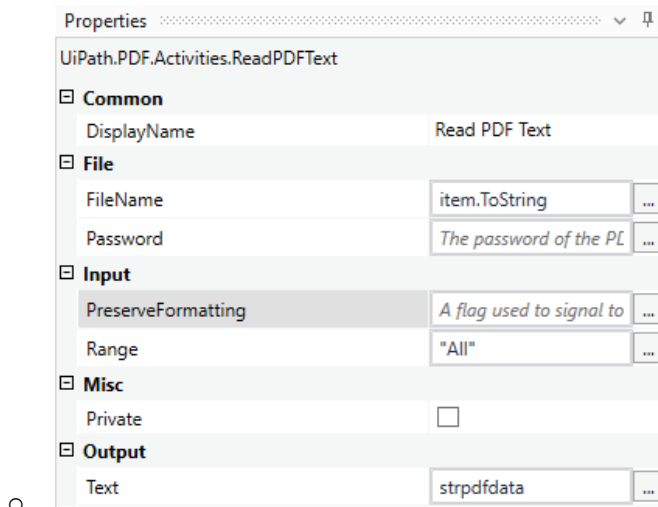 Properties
UiPath.PDF.Activities.ReadPDFText
Common
DisplayName Read PDF Text
File
FileName item.ToString ...
Password The password of the PD ...
Input
PreserveFormatting A flag used to signal to ...
Range "All" ...
Misc
Private
Output
Text strpdfdata ...